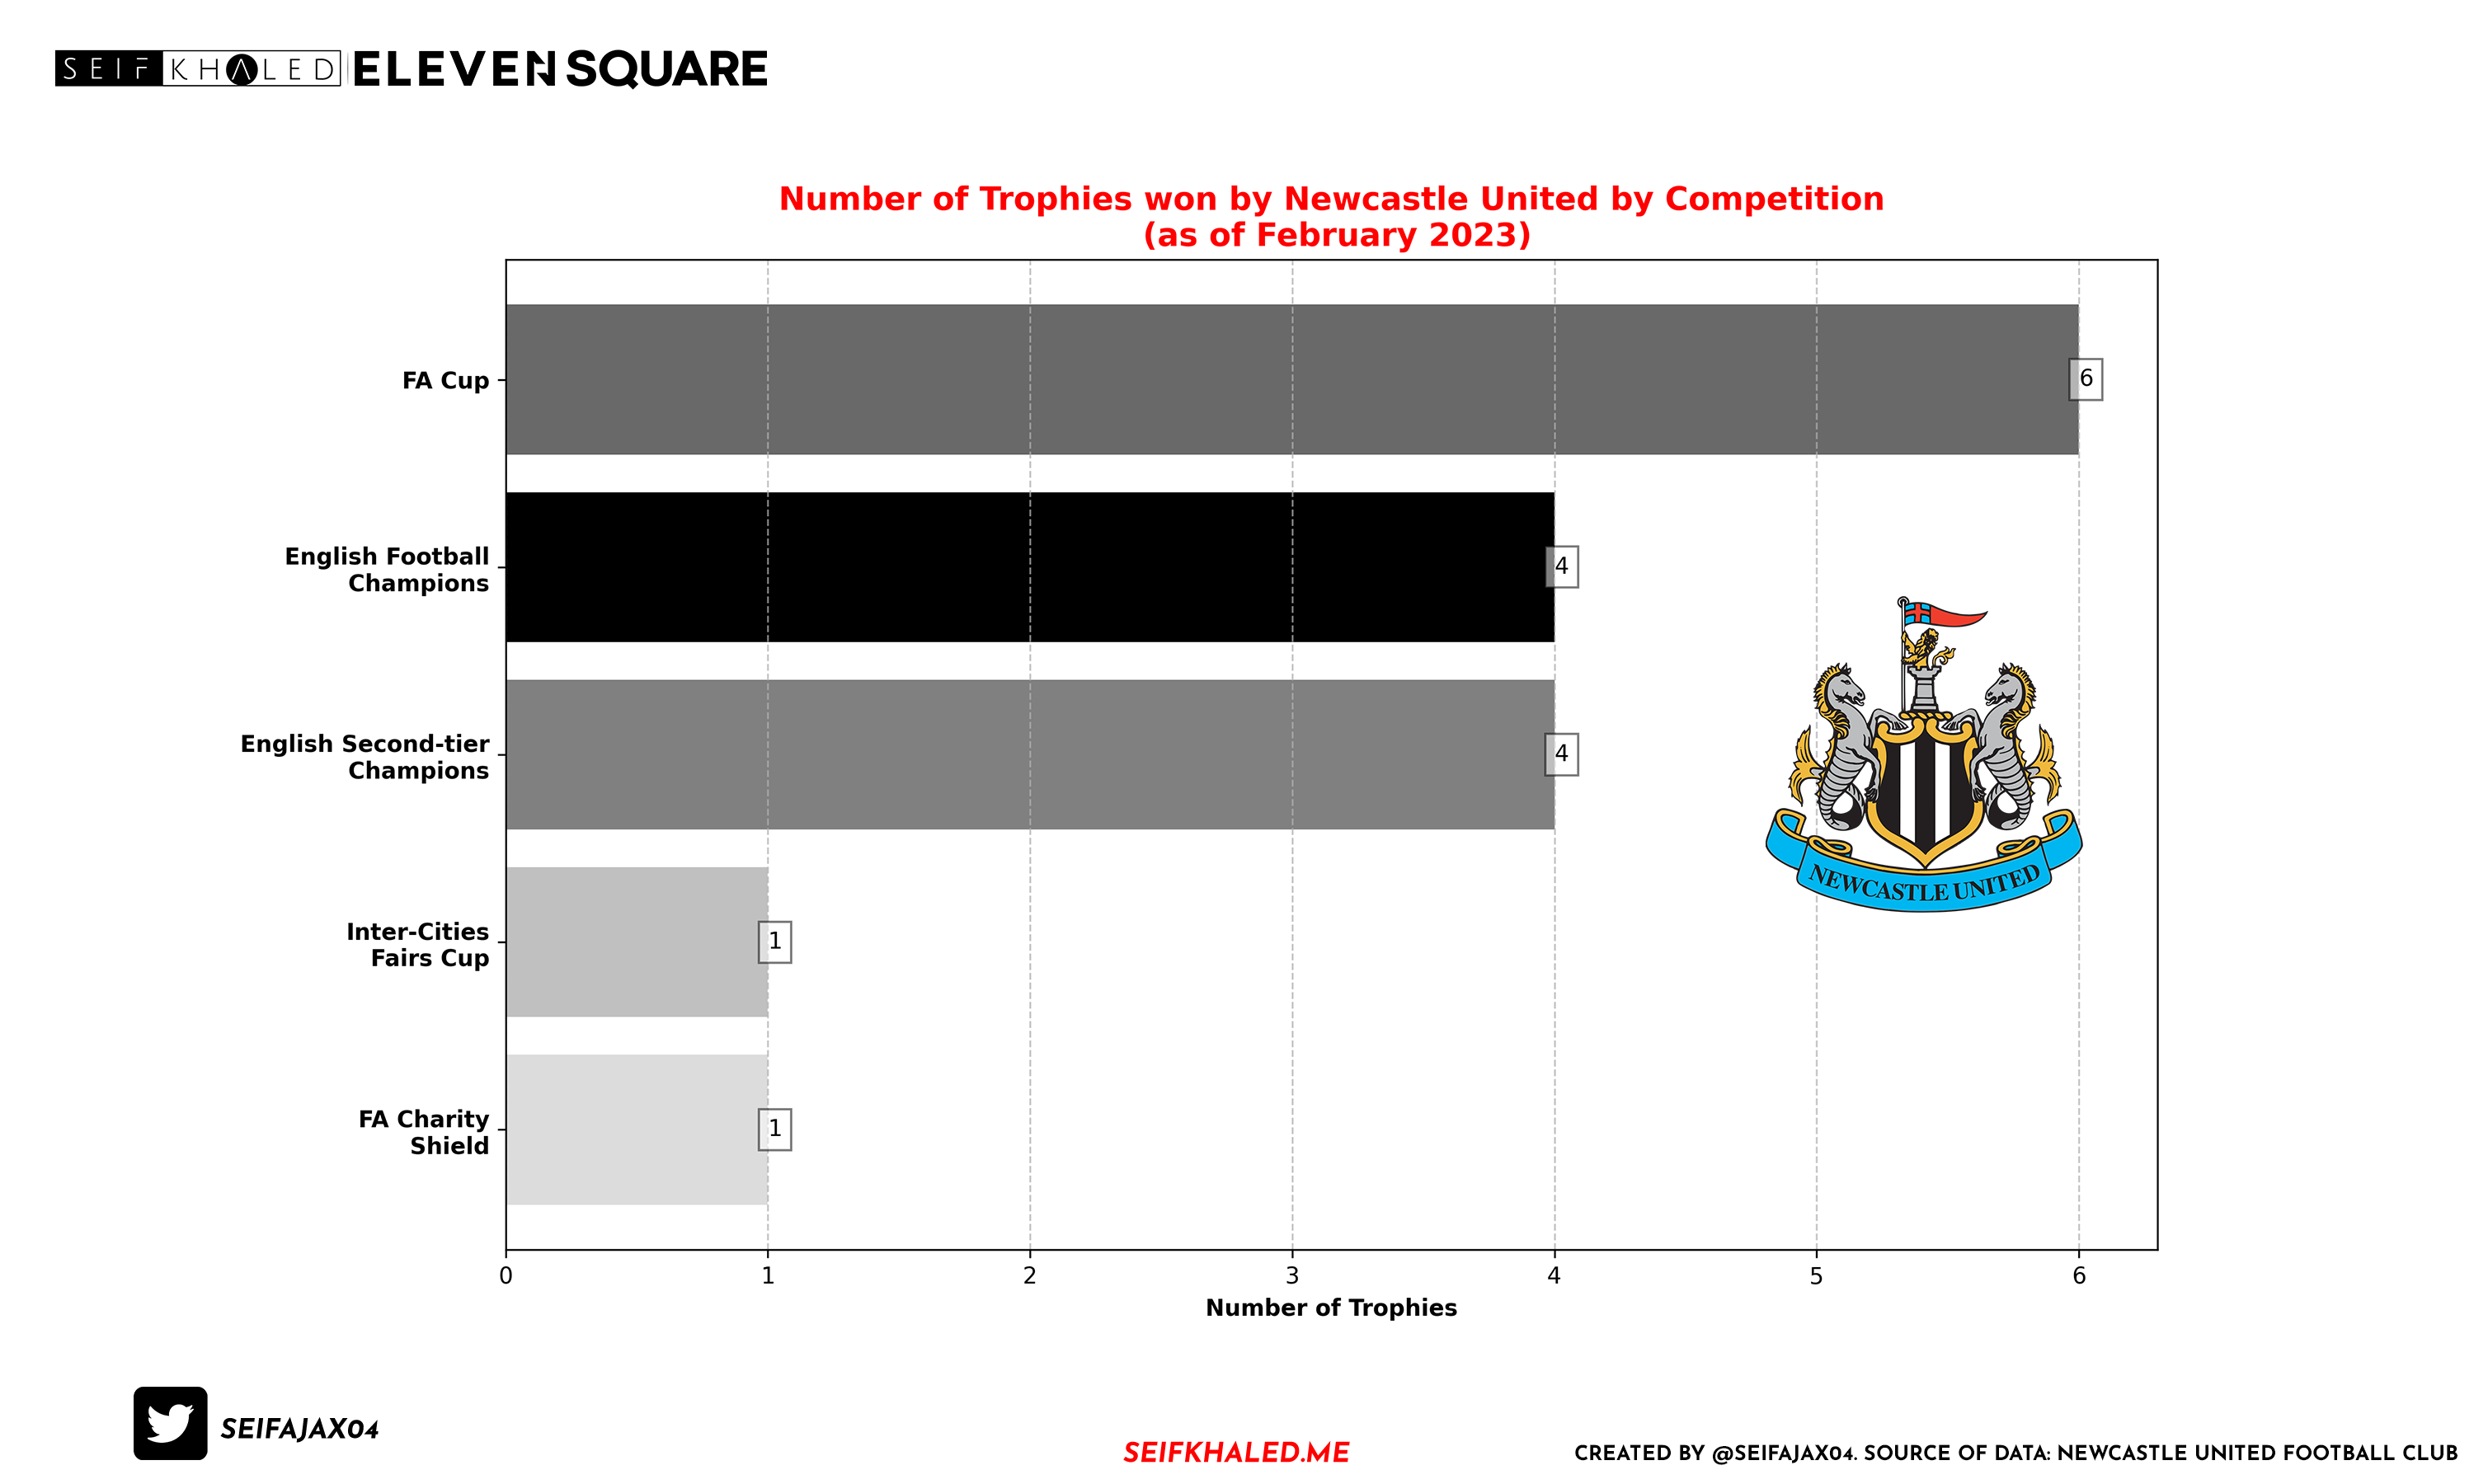 SEIF KHALED ELEVEN SQUARE
Number of Trophies won by Newcastle United by Competition
(as of February 2023)
FA Cup
6
English Football
Champions
4
English Second-tier
Champions
4
Inter-Cities
Fairs Cup
1
FA Charity
Shield
1
NEWCASTLE UNITED
0 1 2 3 4 5 6
Number of Trophies
SEIFAJAX04
SEIFKHALED.ME
CREATED BY @SEIFAJAX04. SOURCE OF DATA: NEWCASTLE UNITED FOOTBALL CLUB